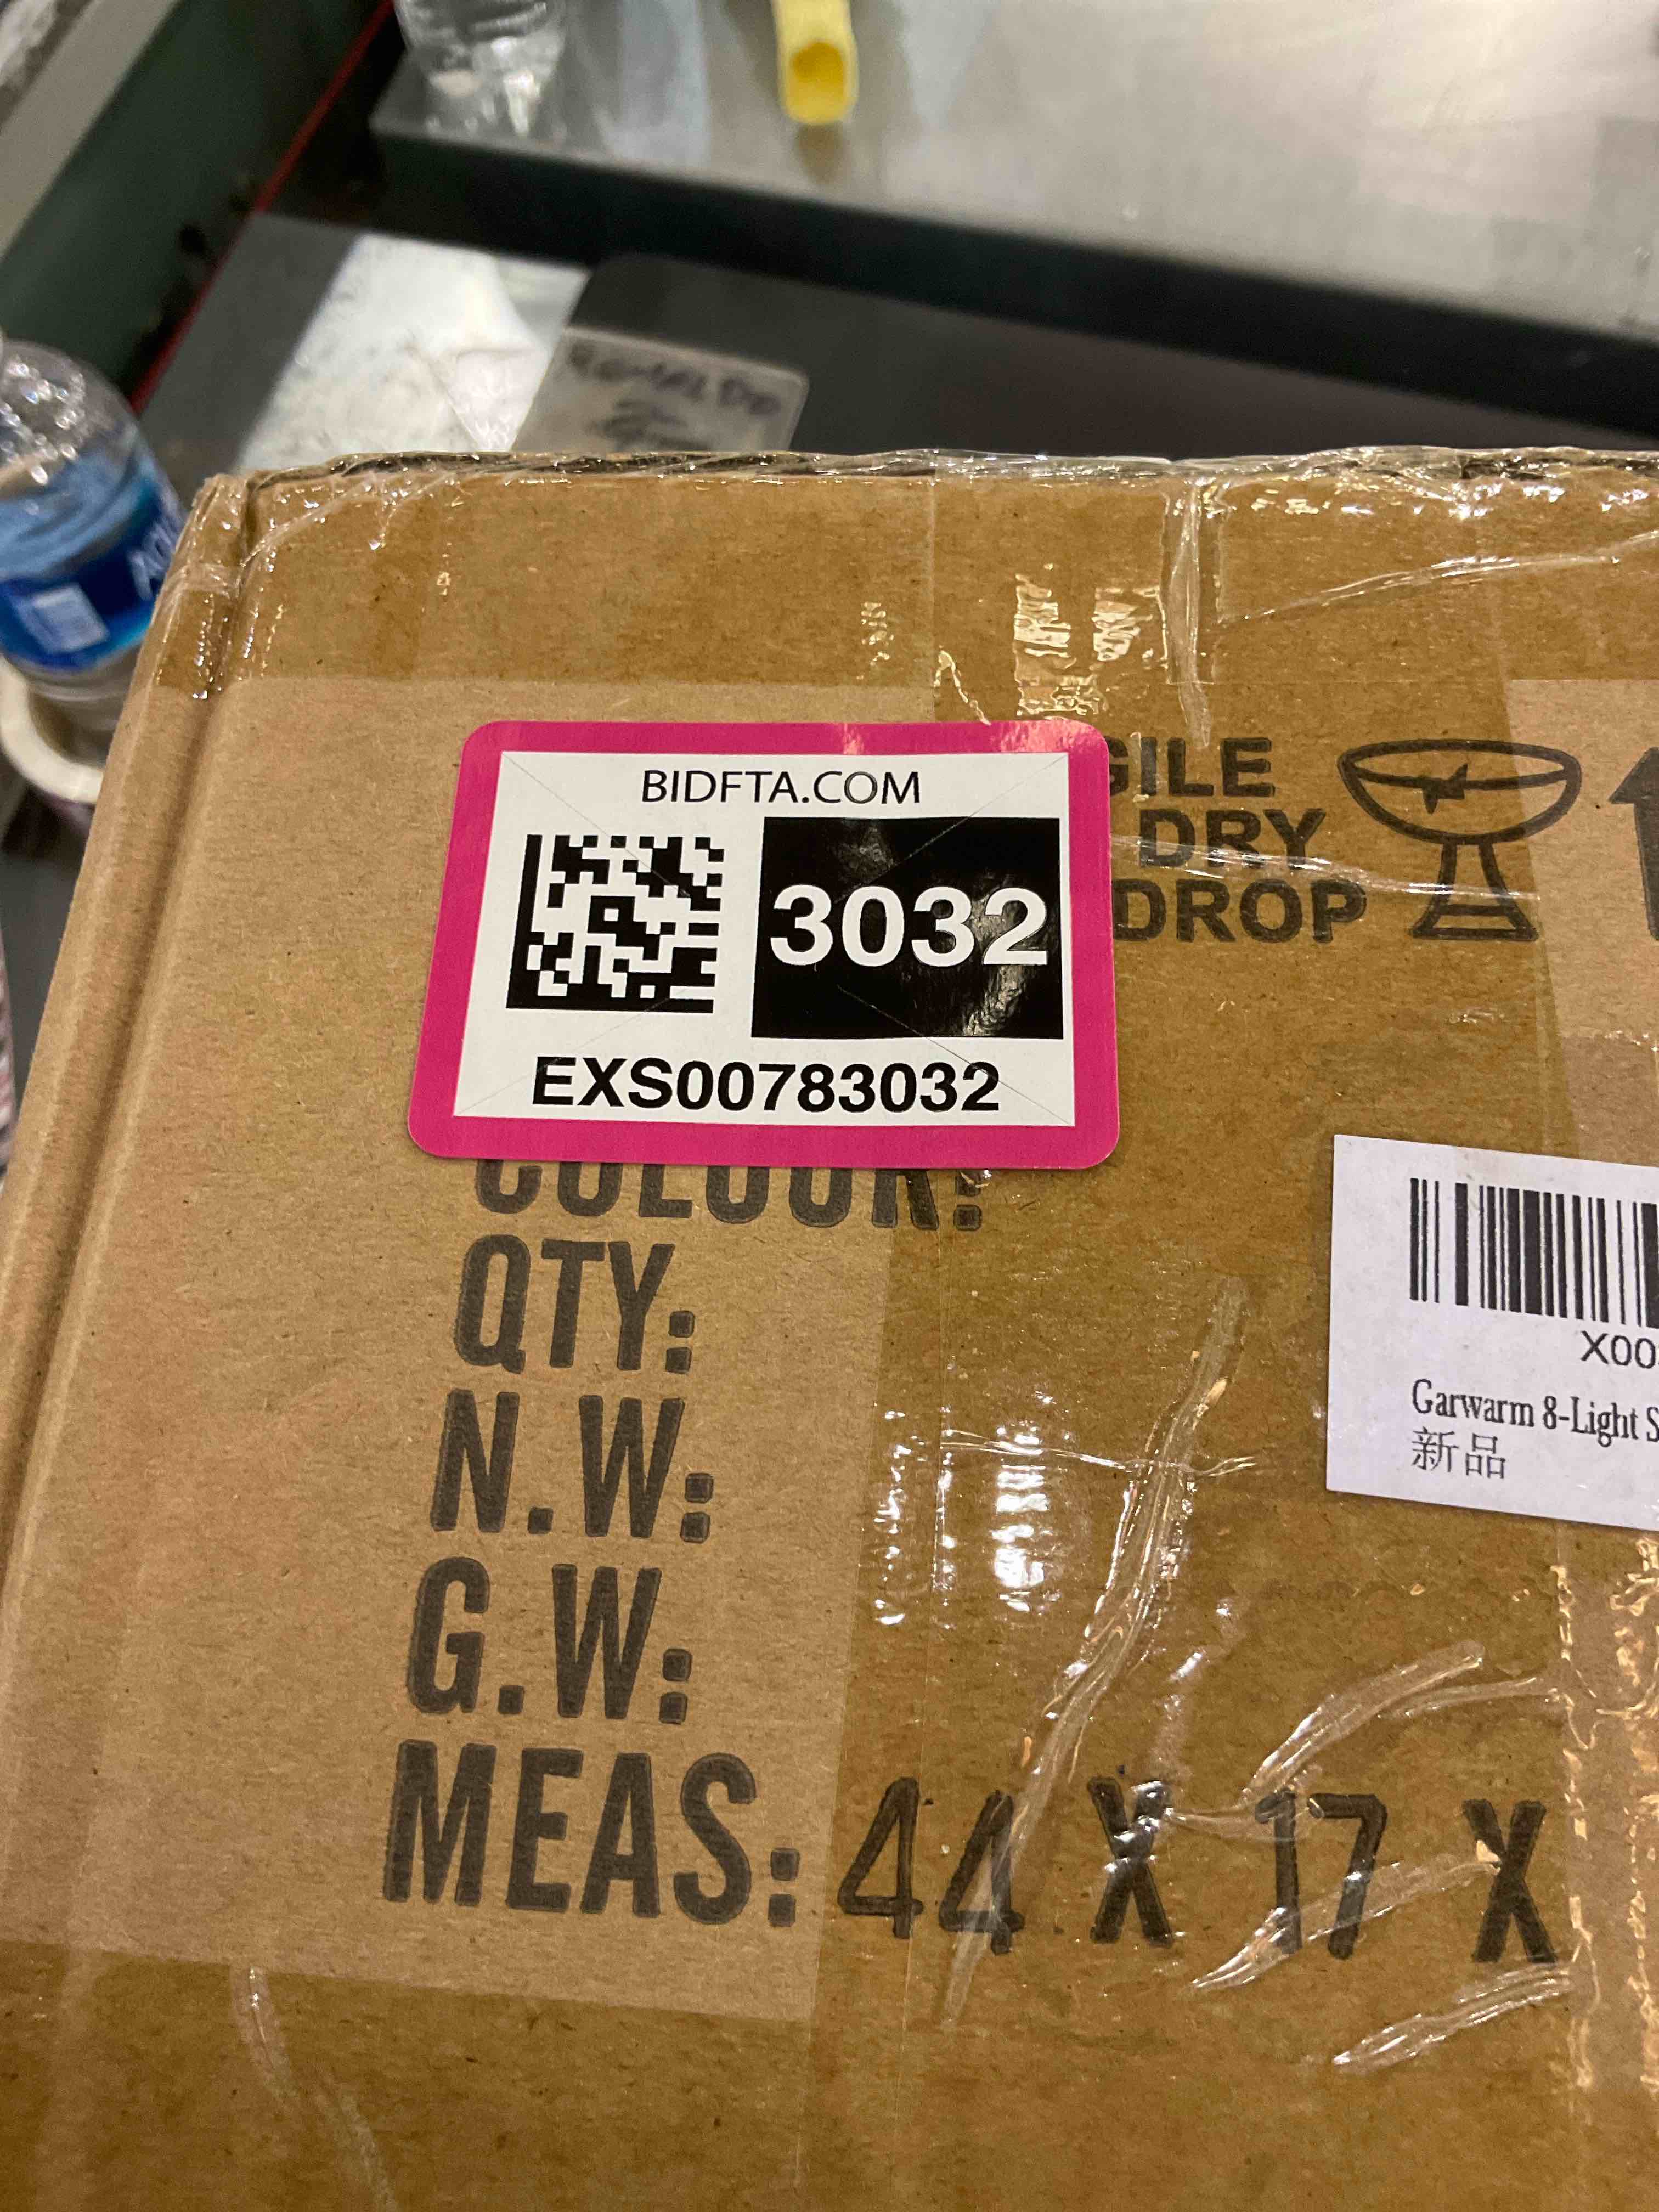 BIDFTA.COM
3032
EXS00783032
GILE
DRY
DROP
COLOUR:
QTY:
N.W:
G.W:
MEAS: 44 X 17 X
X00
Garwarm 8-Light S
新品